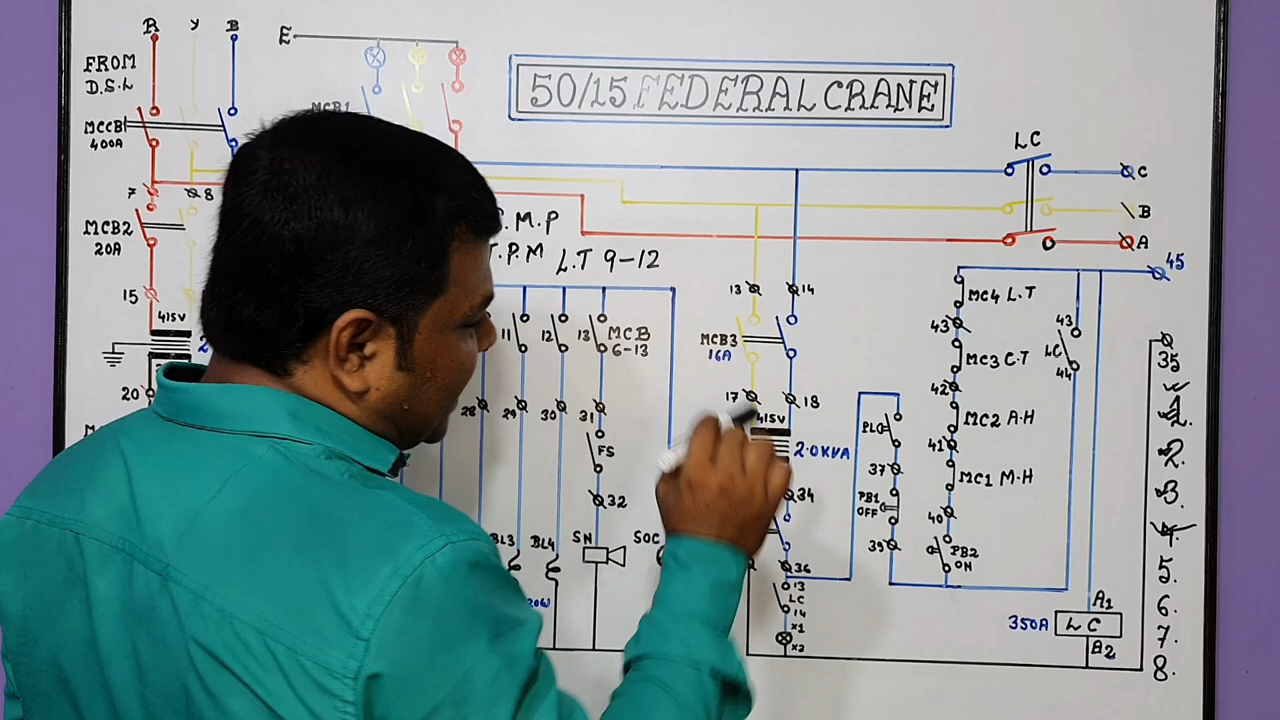 R Y B
E
FROM
D.S.L
50/15 FEDERAL CRANE
MCB1
MCCB
400A
LC
C
B
A
7 8
MCB2
20A
M.P
P.M L.T 9-12
45
15
13 14
415V
20
11 12 13 MCB
6-13
MCB3
16A
MC4 L.T
43
43
LC
44
MC3 C.T
42
35
28 29 30 31
17 18
415V
2.0KVA
PL
MC2 A.H
41
MC1 M.H
1.
2.
3.
4.
5.
6.
7.
8.
FS
32
34
37
PB1
OFF
39
40
PB2
ON
BL3 BL4 SN SOC
36
13
LC
14
X1
X2
A1
350A LC
A2